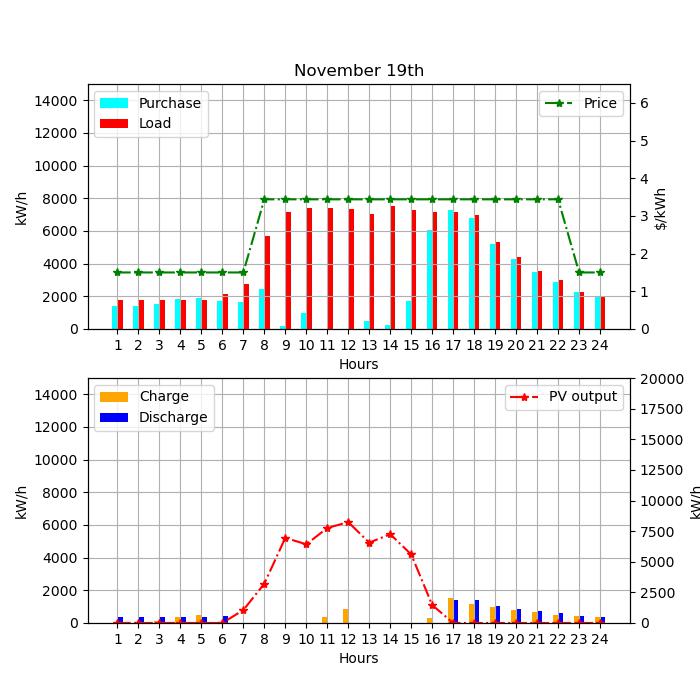 November 19th
14000
12000
10000
8000
6000
4000
2000
0
kW/h
Purchase
Load
Price
6
5
4
3
2
1
0
$/kWh
1 2 3 4 5 6 7 8 9 10 11 12 13 14 15 16 17 18 19 20 21 22 23 24
Hours
14000
12000
10000
8000
6000
4000
2000
0
kW/h
Charge
Discharge
PV output
20000
17500
15000
12500
10000
7500
5000
2500
0
kW/h
1 2 3 4 5 6 7 8 9 10 11 12 13 14 15 16 17 18 19 20 21 22 23 24
Hours